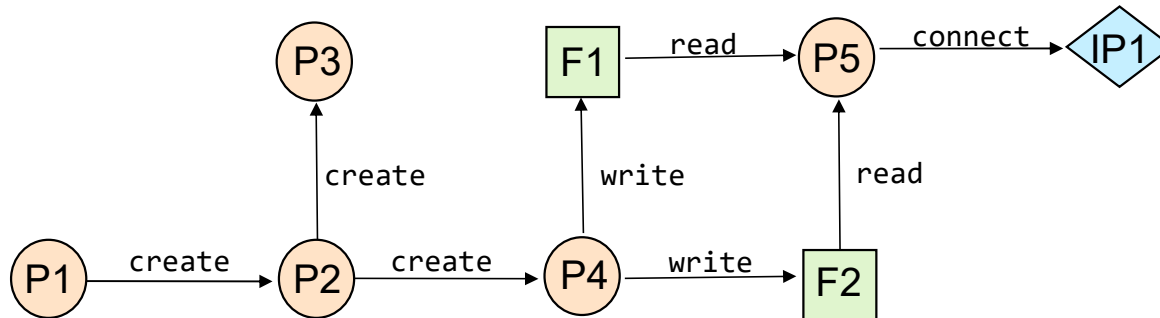 P3
F1
read
P5
connect
IP1
create
write
read
P1
create
P2
create
P4
write
F2